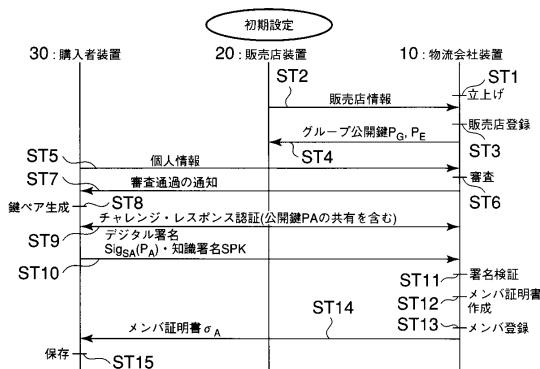 初期設定
30:購入者装置
20:販売店装置
10:物流会社装置
ST1
立上げ
ST2
販売店情報
販売店登録
ST3
グループ公開鍵PG, PE
ST4
ST5
個人情報
審査
ST6
ST7
審査通過の通知
ST8
鍵ペア生成
チャレンジ・レスポンス認証(公開鍵PAの共有を含む)
ST9
デジタル署名
SigSA(PA)・知識署名SPK
ST10
ST11
署名検証
ST12
メンバ証明書
作成
ST13
メンバ登録
ST14
メンバ証明書σA
保存
ST15